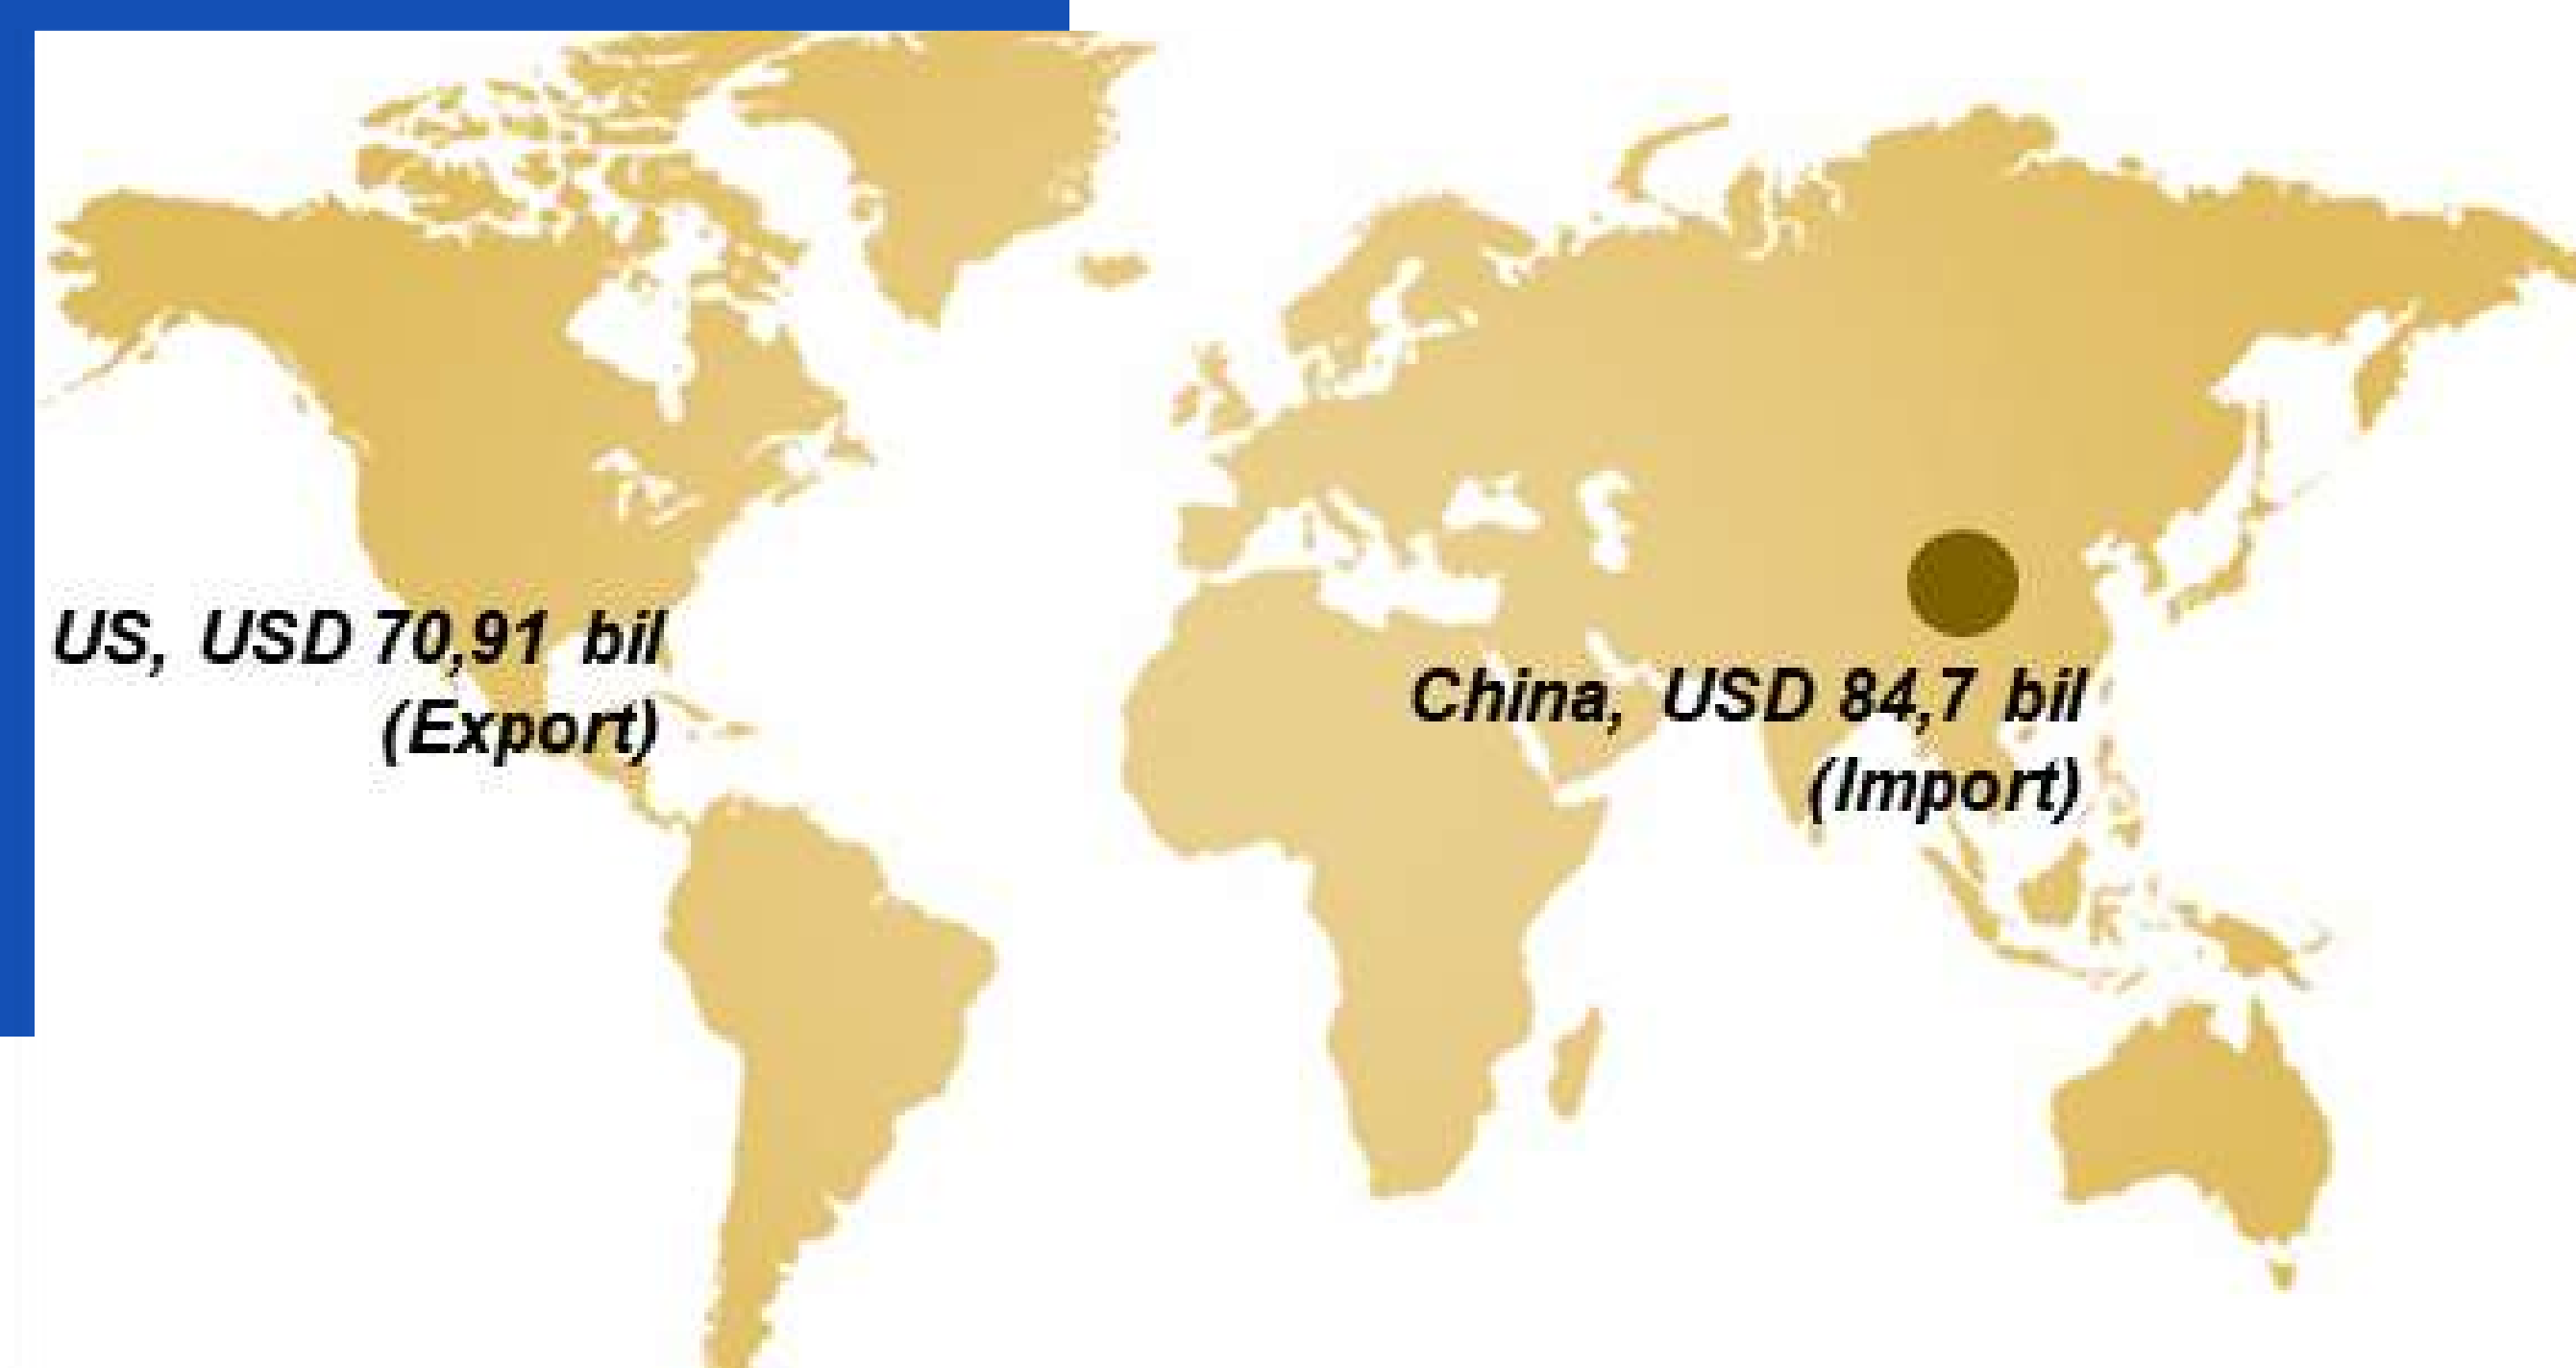 US, USD 70,91 bil
(Export)
China, USD 84,7 bil
(Import)